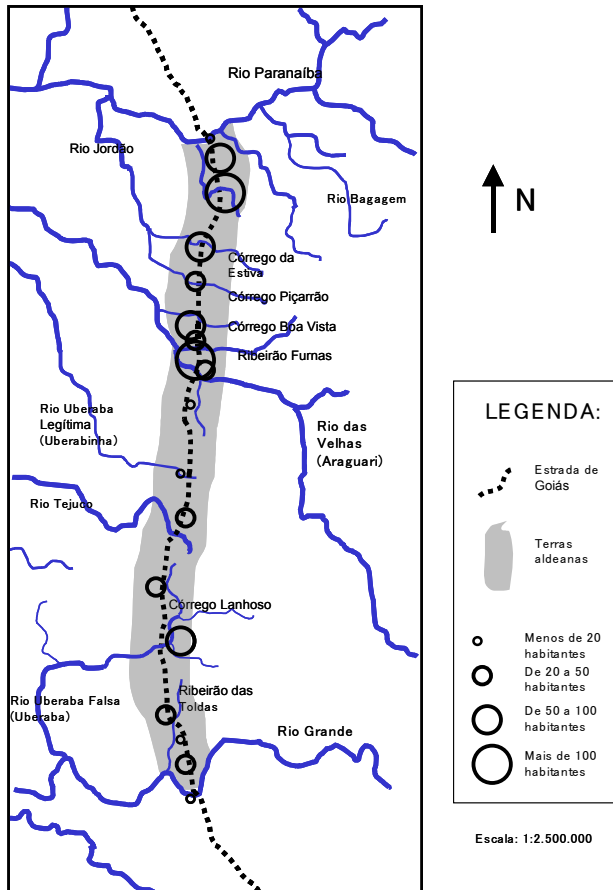 Rio Paranaíba
Rio Jordão
Rio Bagagem
N
Córrego da
Estiva
Córrego Piçarrão
Córrego Boa Vista
Ribeirão Furnas
Rio Uberaba
Legítima
(Uberabinha)
Rio das
Velhas
(Araguari)
Rio Tejuco
Córrego Lanhoso
Ribeirão das
Toldas
Rio Uberaba Falsa
(Uberaba)
Rio Grande
LEGENDA:
Estrada de
Goiás
Terras
aldeanas
Menos de 20
habitantes
De 20 a 50
habitantes
De 50 a 100
habitantes
Mais de 100
habitantes
Escala: 1:2.500.000